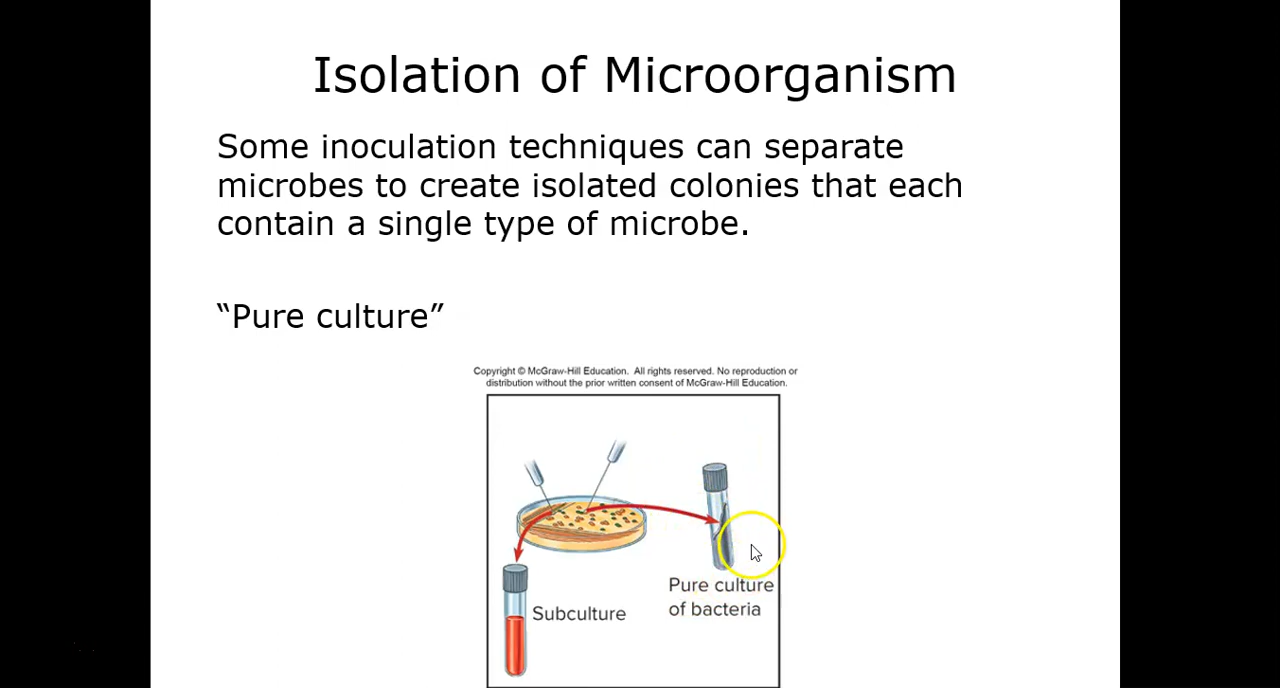 Isolation of Microorganism
Some inoculation techniques can separate
microbes to create isolated colonies that each
contain a single type of microbe.
“Pure culture”
Copyright © McGraw-Hill Education. All rights reserved. No reproduction or
distribution without the prior written consent of McGraw-Hill Education.
Pure culture
of bacteria
Subculture